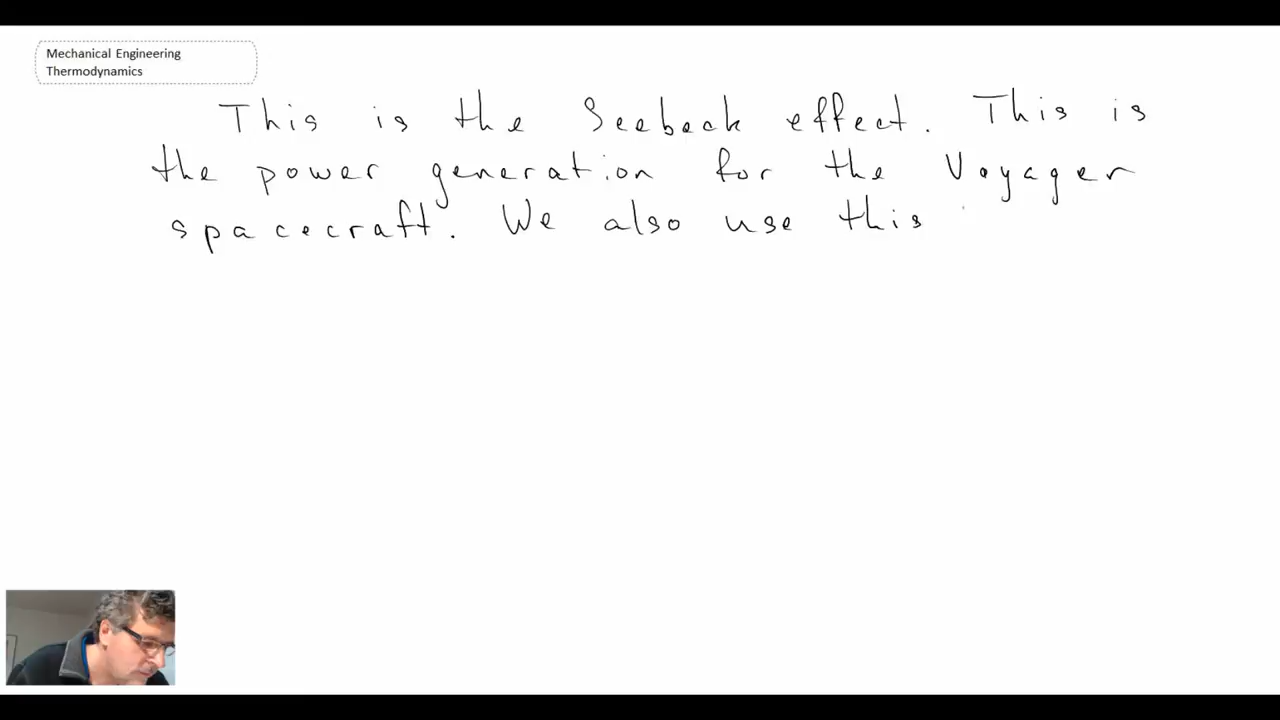 Mechanical Engineering
Thermodynamics
This is the Seebeck effect. This is
the power generation for the Voyager
spacecraft. We also use this